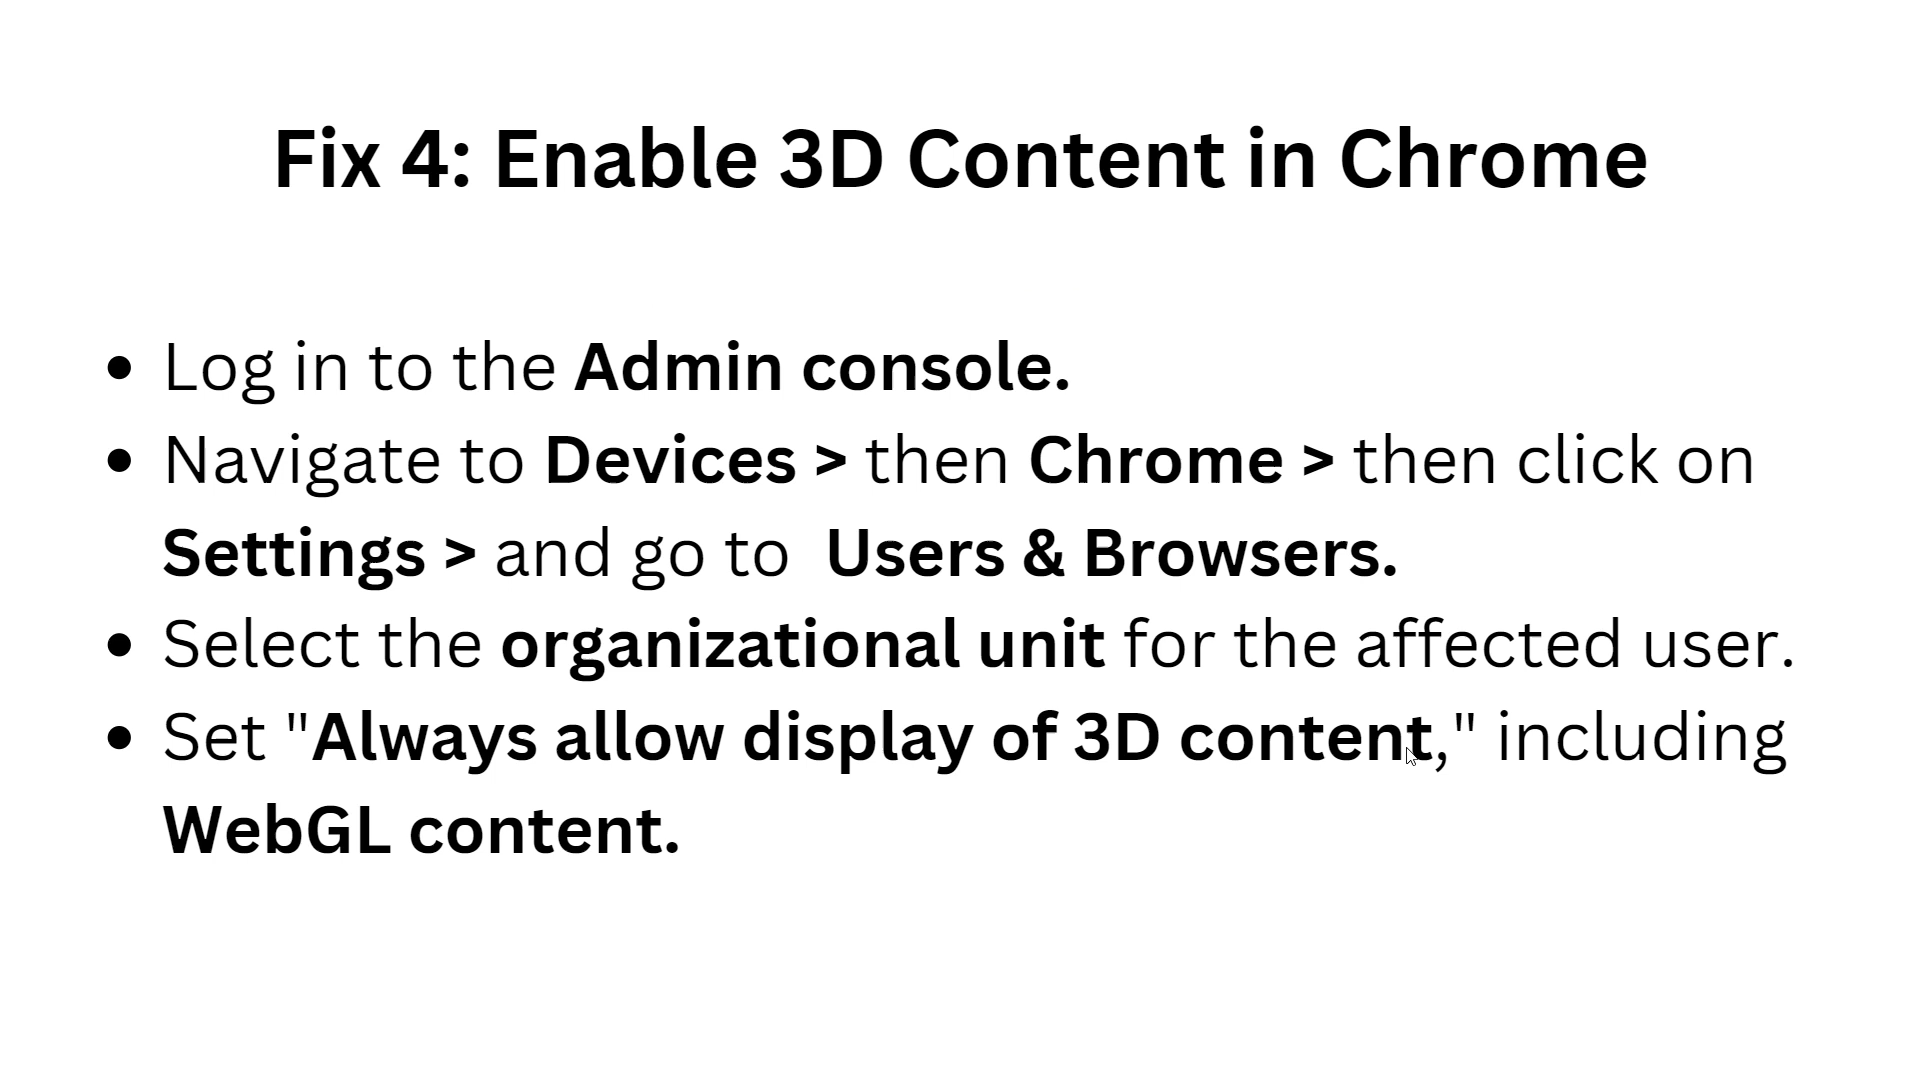 Fix 4: Enable 3D Content in Chrome
• Log in to the Admin console.
• Navigate to Devices > then Chrome > then click on
Settings > and go to  Users & Browsers.
• Select the organizational unit for the affected user.
• Set "Always allow display of 3D content," including
WebGL content.